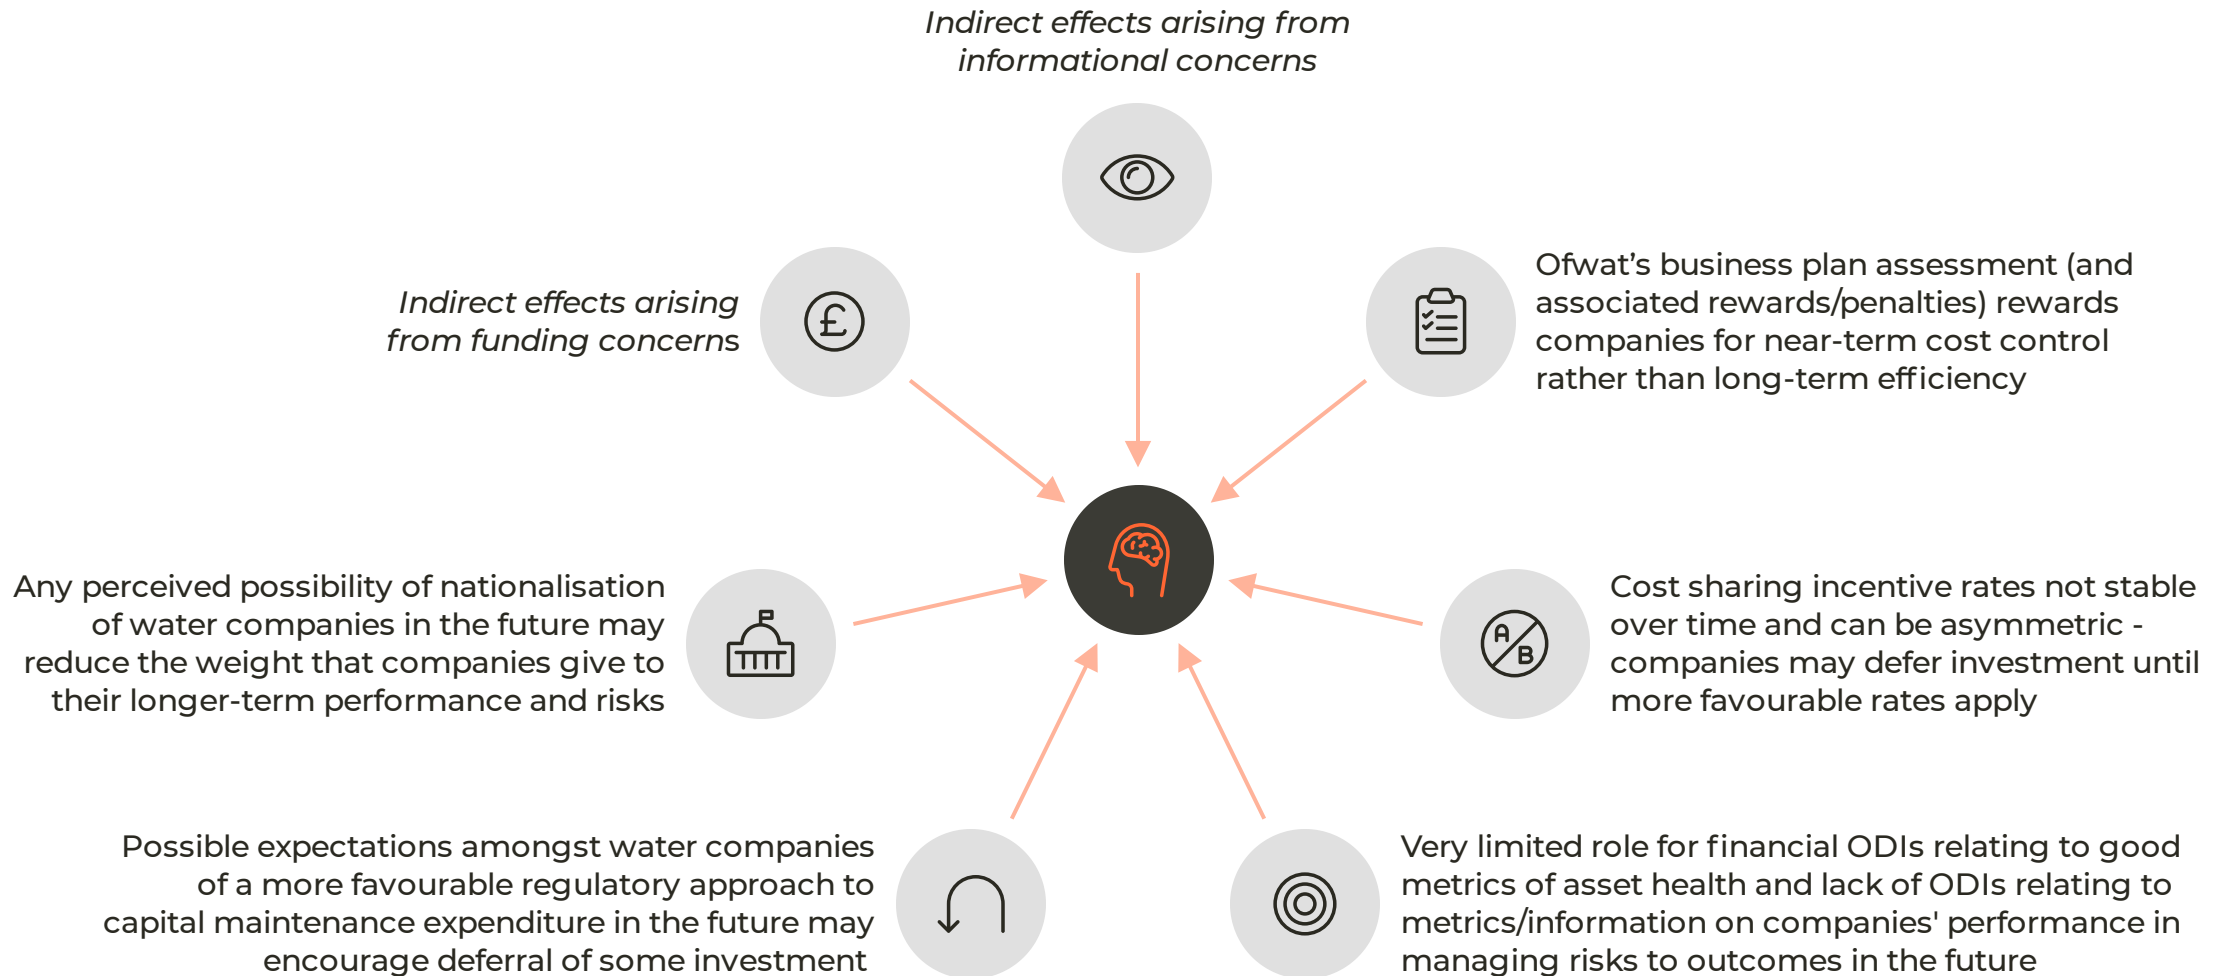 Indirect effects arising from
informational concerns
Indirect effects arising
from funding concerns
Ofwat’s business plan assessment (and
associated rewards/penalties) rewards
companies for near-term cost control
rather than long-term efficiency
Any perceived possibility of nationalisation
of water companies in the future may
reduce the weight that companies give to
their longer-term performance and risks
A
B
Cost sharing incentive rates not stable
over time and can be asymmetric -
companies may defer investment until
more favourable rates apply
Possible expectations amongst water companies
of a more favourable regulatory approach to
capital maintenance expenditure in the future may
encourage deferral of some investment
Very limited role for financial ODIs relating to good
metrics of asset health and lack of ODIs relating to
metrics/information on companies' performance in
managing risks to outcomes in the future
£